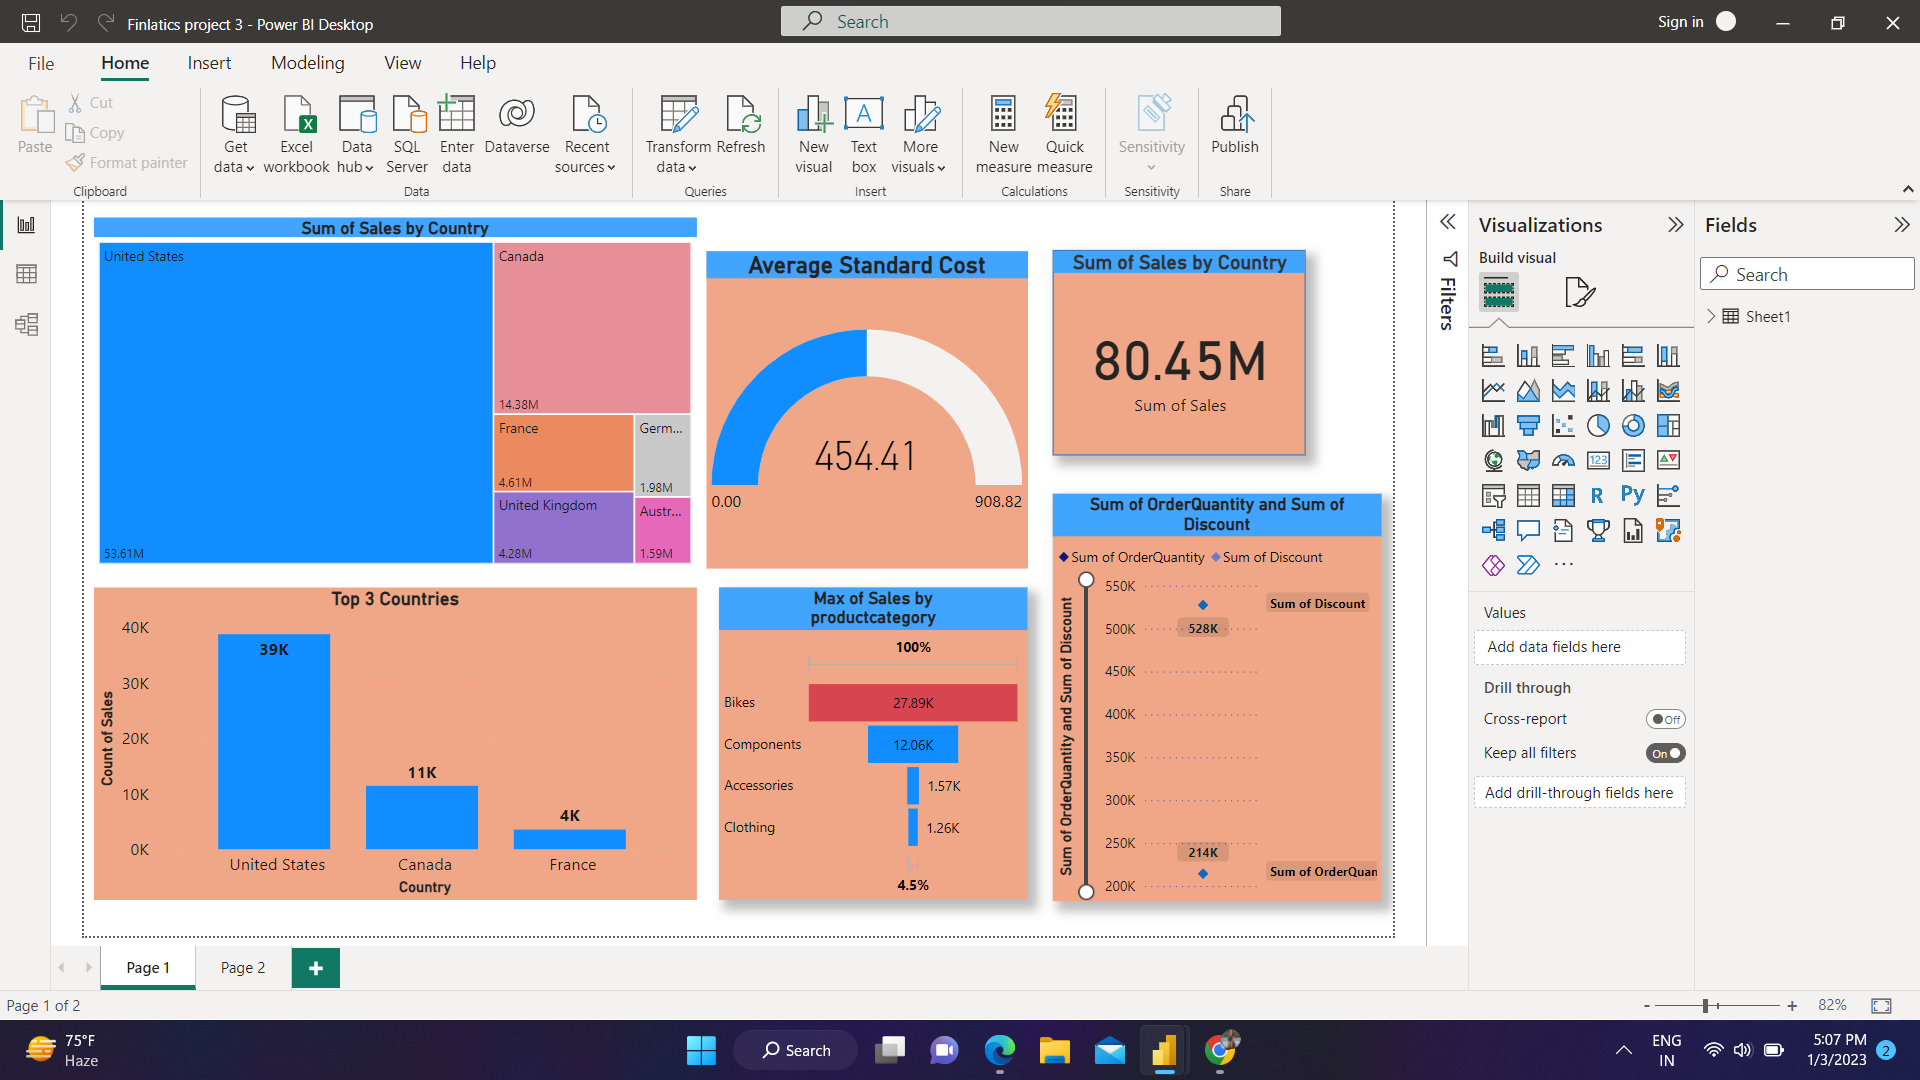 Finlatics project 3 - Power BI Desktop
Search
Sign in
File
Home
Insert
Modeling
View
Help
Paste
Cut
Copy
Format painter
Clipboard
Get data
Excel workbook
Data hub
SQL Server
Enter data
Dataverse
Recent sources
Data
Transform data
Refresh
Queries
New visual
Text box
More visuals
Insert
New measure
Quick measure
Calculations
Sensitivity
Sensitivity
Publish
Share
Sum of Sales by Country
United States
53.61M
Canada
14.38M
France
4.61M
Germ...
1.98M
United Kingdom
4.28M
Austr...
1.59M
Average Standard Cost
454.41
0.00
908.82
Sum of Sales by Country
80.45M
Sum of Sales
Top 3 Countries
Count of Sales
40K
30K
20K
10K
0K
39K
11K
4K
United States
Canada
France
Country
Max of Sales by
productcategory
100%
Bikes
27.89K
Components
12.06K
Accessories
1.57K
Clothing
1.26K
4.5%
Sum of OrderQuantity and Sum of
Discount
Sum of OrderQuantity
Sum of Discount
Sum of OrderQuantity and Sum of Discount
550K
500K
450K
400K
350K
300K
250K
200K
528K
Sum of Discount
214K
Sum of OrderQuan
Filters
Visualizations
Build visual
123
R
Py
...
Values
Add data fields here
Drill through
Cross-report
Off
Keep all filters
On
Add drill-through fields here
Fields
Search
Sheet1
Page 1
Page 2
Page 1 of 2
- + 82%
75°F
Haze
Search
ENG
IN
5:07 PM
1/3/2023
2